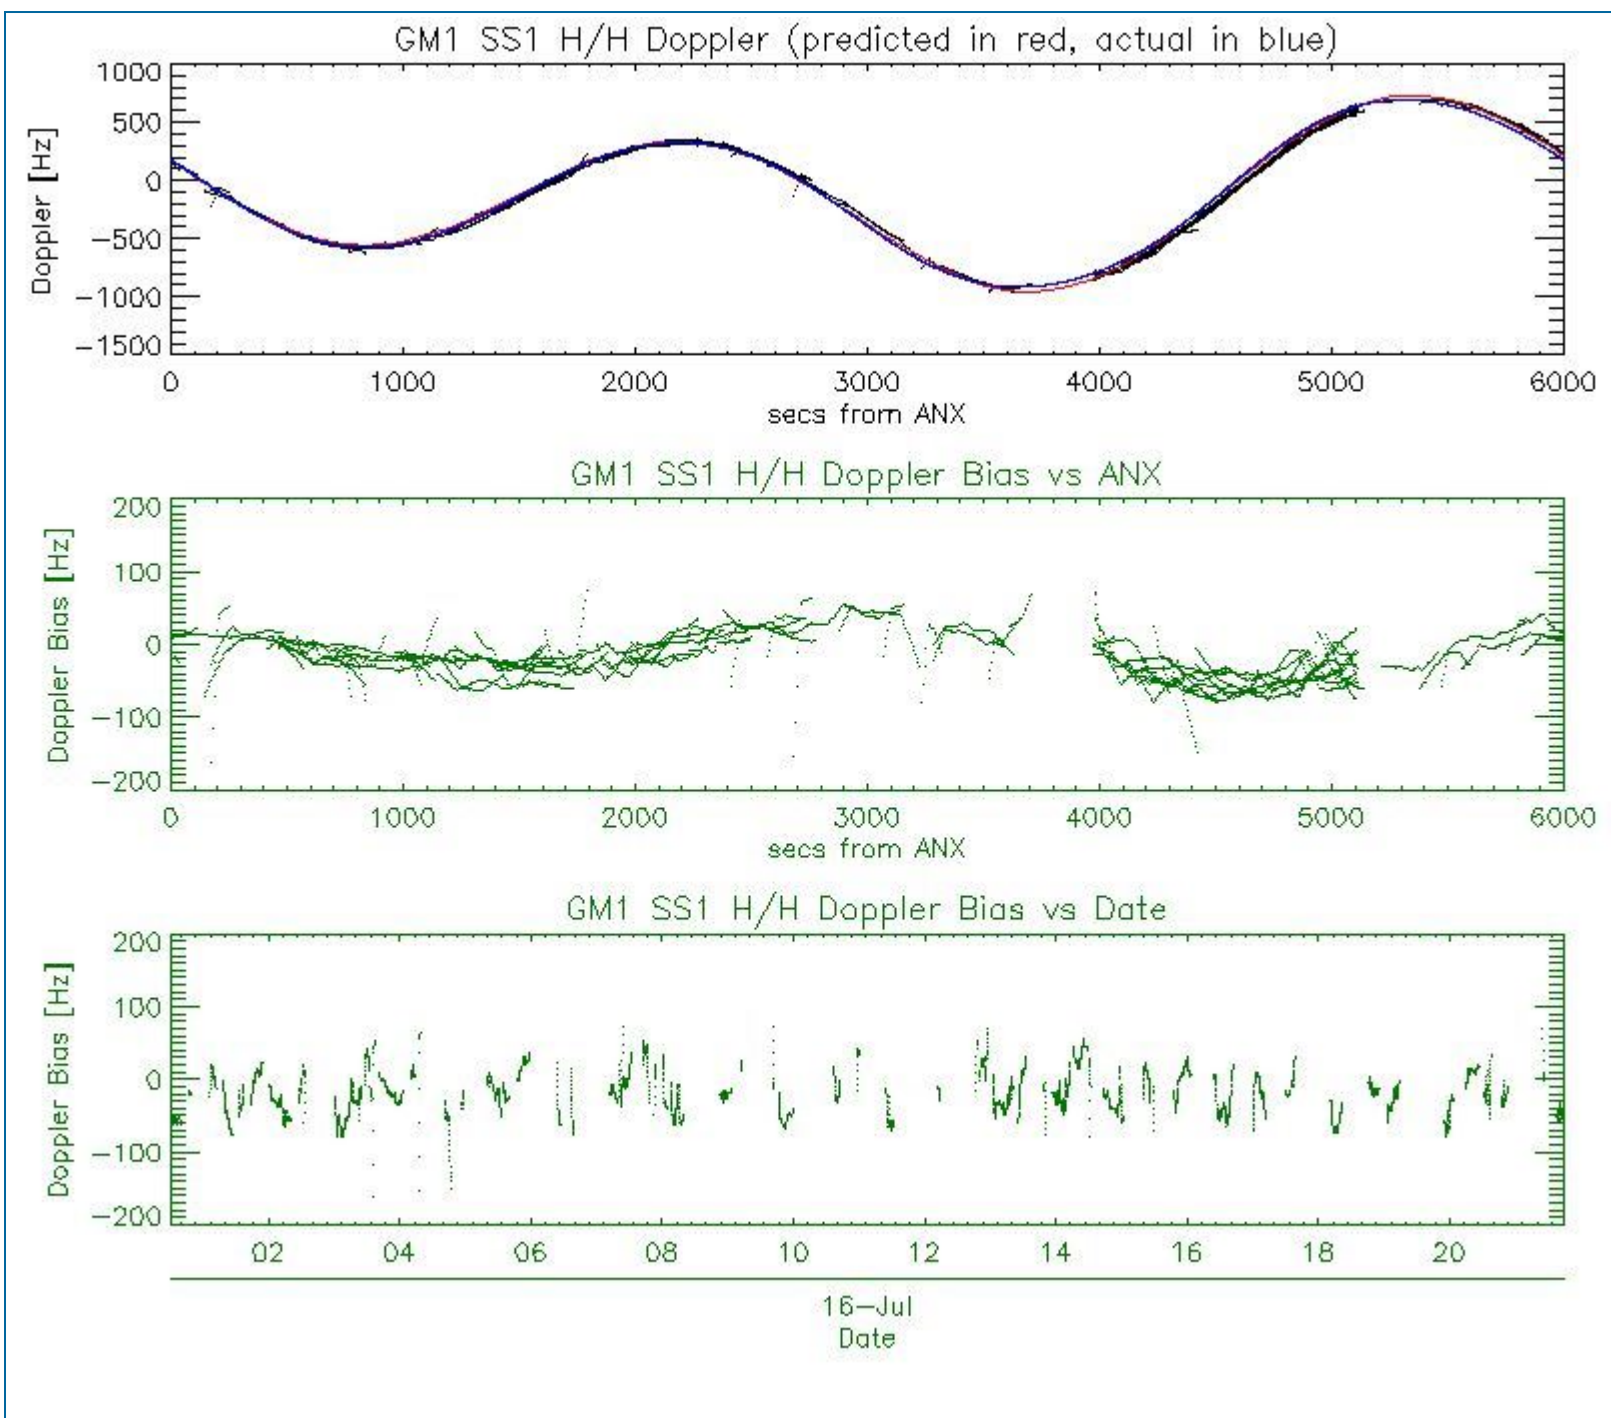 GM1 SS1 H/H Doppler (predicted in red, actual in blue)
Doppler [Hz]
1000
500
0
−500
−1000
−1500
0 1000 2000 3000 4000 5000 6000
secs from ANX
GM1 SS1 H/H Doppler Bias vs ANX
Doppler Bias [Hz]
200
100
0
−100
−200
0 1000 2000 3000 4000 5000 6000
secs from ANX
GM1 SS1 H/H Doppler Bias vs Date
Doppler Bias [Hz]
200
100
0
−100
−200
02 04 06 08 10 12 14 16 18 20
16−Jul
Date